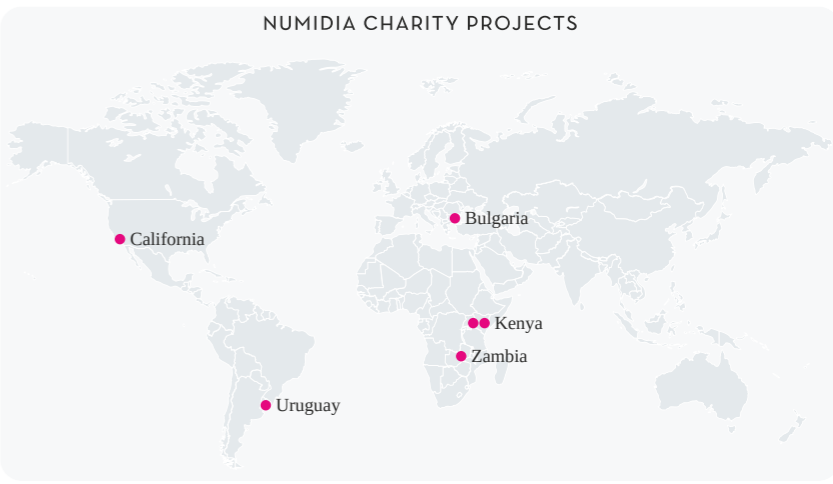 NUMIDIA CHARITY PROJECTS
Bulgaria
California
Kenya
Zambia
Uruguay